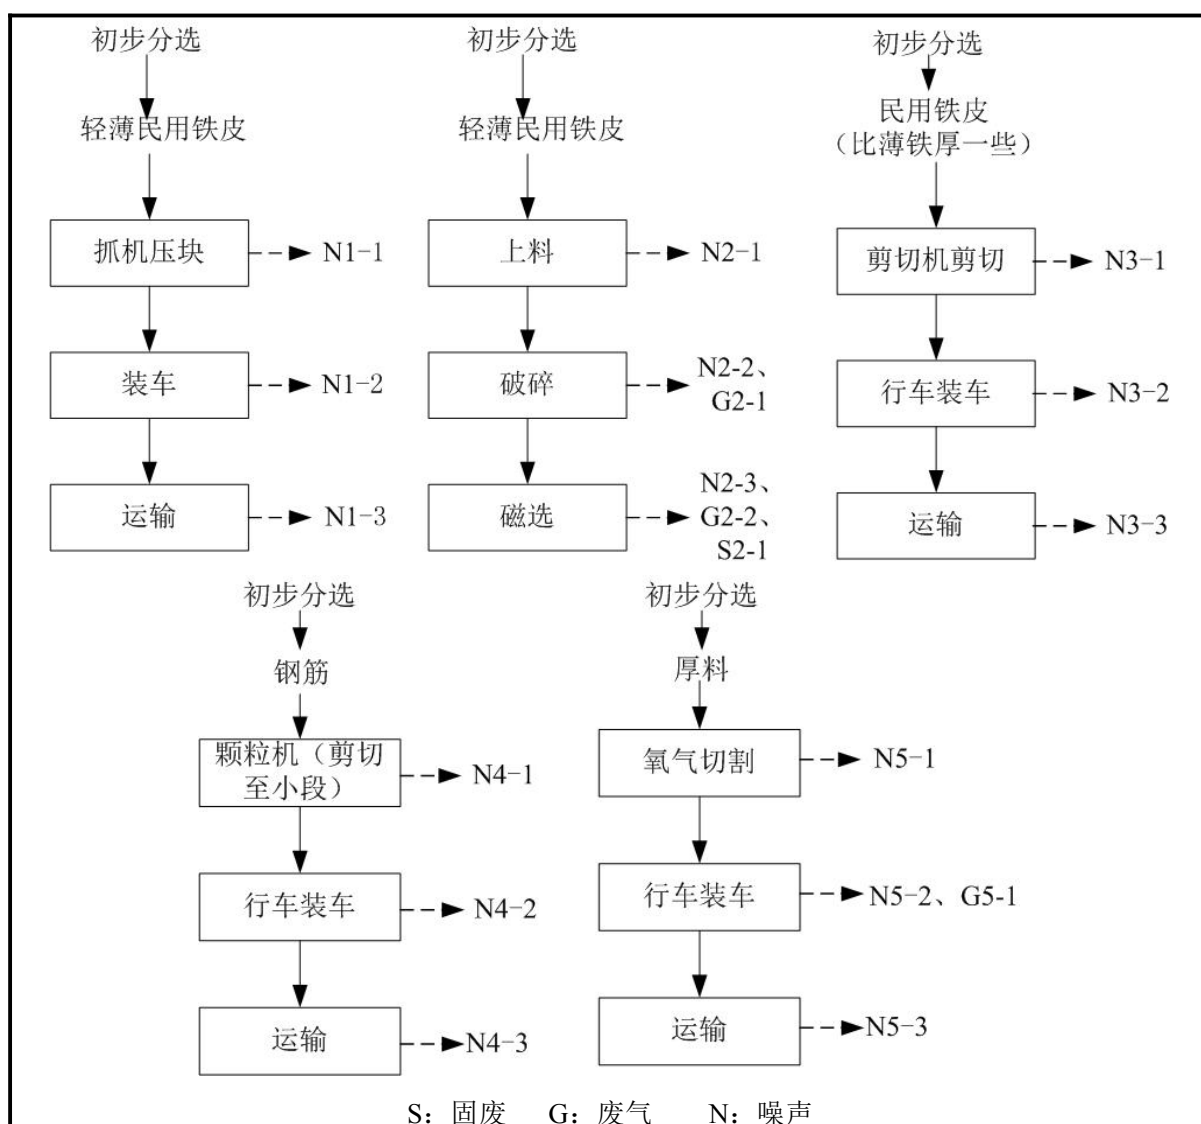 初步分选
轻薄民用铁皮
抓机压块
N1-1
装车
N1-2
运输
N1-3
初步分选
轻薄民用铁皮
上料
N2-1
破碎
N2-2、
G2-1
磁选
N2-3、
G2-2、
S2-1
初步分选
民用铁皮
（比薄铁厚一些）
剪切机剪切
N3-1
行车装车
N3-2
运输
N3-3
初步分选
钢筋
颗粒机（剪切
至小段）
N4-1
行车装车
N4-2
运输
N4-3
初步分选
厚料
氧气切割
N5-1
行车装车
N5-2、G5-1
运输
N5-3
S：固废 G：废气 N：噪声